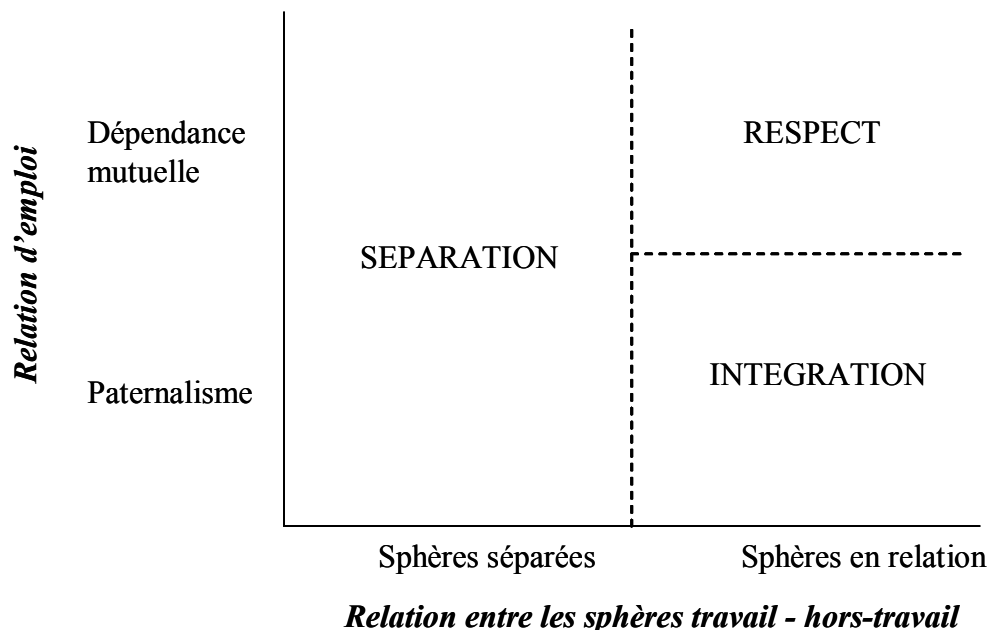 Relation d'emploi
Dépendance
mutuelle
RESPECT
SEPARATION
INTEGRATION
Paternalisme
Sphères séparées
Sphères en relation
Relation entre les sphères travail - hors-travail